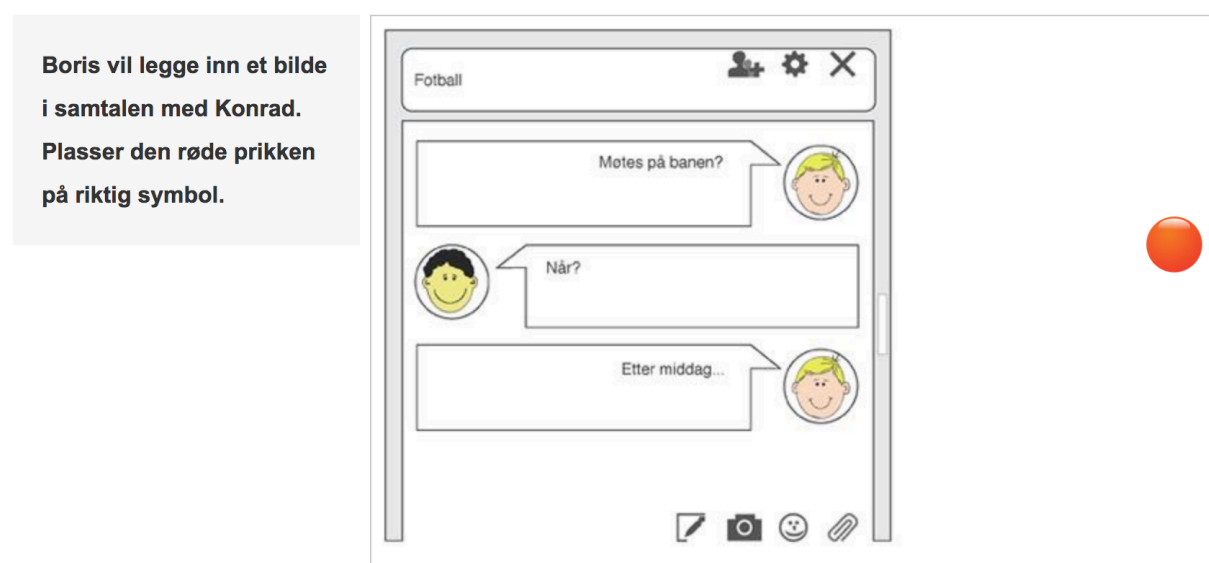 Boris vil legge inn et bilde
i samtalen med Konrad.
Plasser den røde prikken
på riktig symbol.
Fotball
Møtes på banen?
Når?
Etter middag...